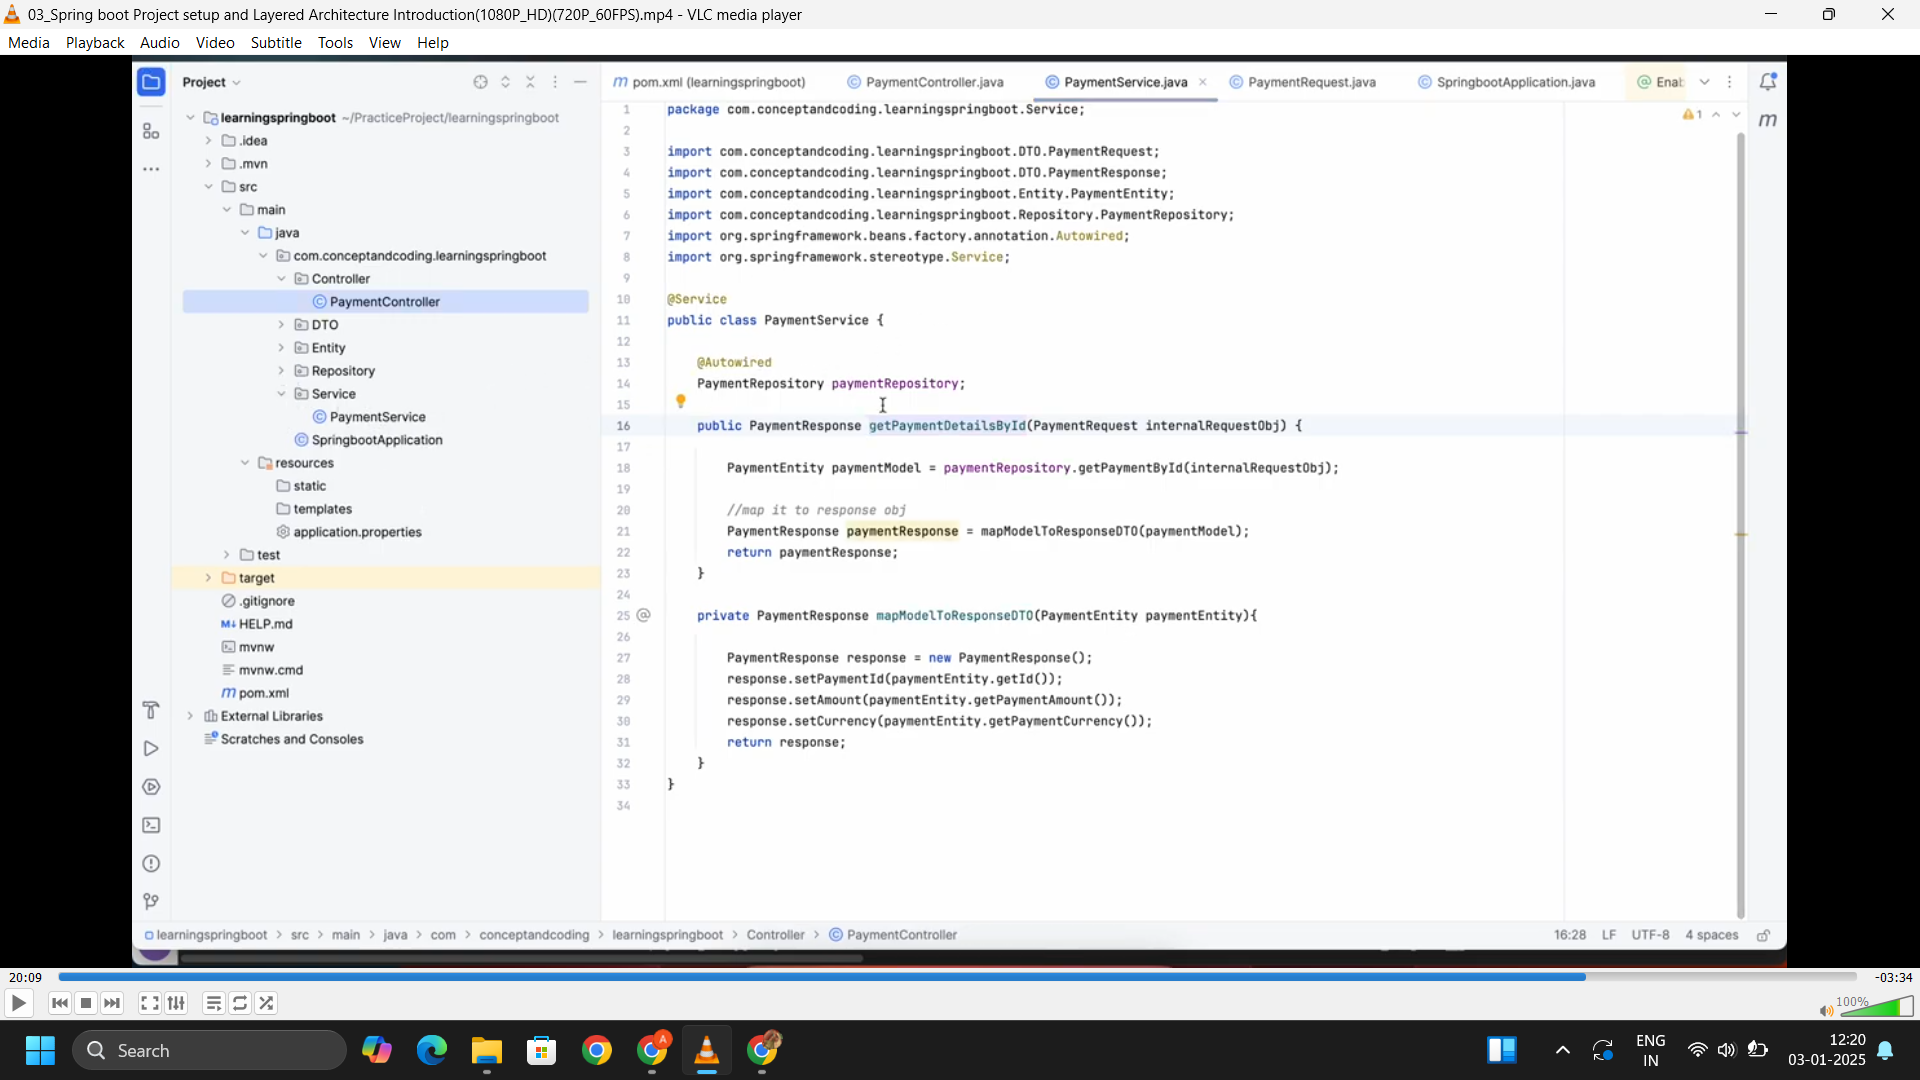 03_Spring boot Project setup and Layered Architecture Introduction(1080P_HD)(720P_60FPS).mp4 - VLC media player
Media Playback Audio Video Subtitle Tools View Help
Project
pom.xml (learningspringboot) PaymentController.java PaymentService.java PaymentRequest.java SpringbootApplication.java Enab
learningspringboot ~/PracticeProject/learningspringboot
.idea
.mvn
src
main
java
com.conceptandcoding.learningspringboot
Controller
PaymentController
DTO
Entity
Repository
Service
PaymentService
SpringbootApplication
resources
static
templates
application.properties
test
target
.gitignore
HELP.md
mvnw
mvnw.cmd
pom.xml
External Libraries
Scratches and Consoles
1 package com.conceptandcoding.learningspringboot.Service;
1
2
3 import com.conceptandcoding.learningspringboot.DTO.PaymentRequest;
4 import com.conceptandcoding.learningspringboot.DTO.PaymentResponse;
5 import com.conceptandcoding.learningspringboot.Entity.PaymentEntity;
6 import com.conceptandcoding.learningspringboot.Repository.PaymentRepository;
7 import org.springframework.beans.factory.annotation.Autowired;
8 import org.springframework.stereotype.Service;
9
10 @Service
11 public class PaymentService {
12
13 @Autowired
14 PaymentRepository paymentRepository;
15
16 public PaymentResponse getPaymentDetailsById(PaymentRequest internalRequestObj) {
17
18 PaymentEntity paymentModel = paymentRepository.getPaymentById(internalRequestObj);
19
20 //map it to response obj
21 PaymentResponse paymentResponse = mapModelToResponseDTO(paymentModel);
22 return paymentResponse;
23 }
24
25 private PaymentResponse mapModelToResponseDTO(PaymentEntity paymentEntity){
26
27 PaymentResponse response = new PaymentResponse();
28 response.setPaymentId(paymentEntity.getId());
29 response.setAmount(paymentEntity.getPaymentAmount());
30 response.setCurrency(paymentEntity.getPaymentCurrency());
31 return response;
32 }
33 }
34
learningspringboot > src > main > java > com > conceptandcoding > learningspringboot > Controller > PaymentController 16:28 LF UTF-8 4 spaces
20:09 -03:34
100%
Search
ENG
IN
12:20
03-01-2025